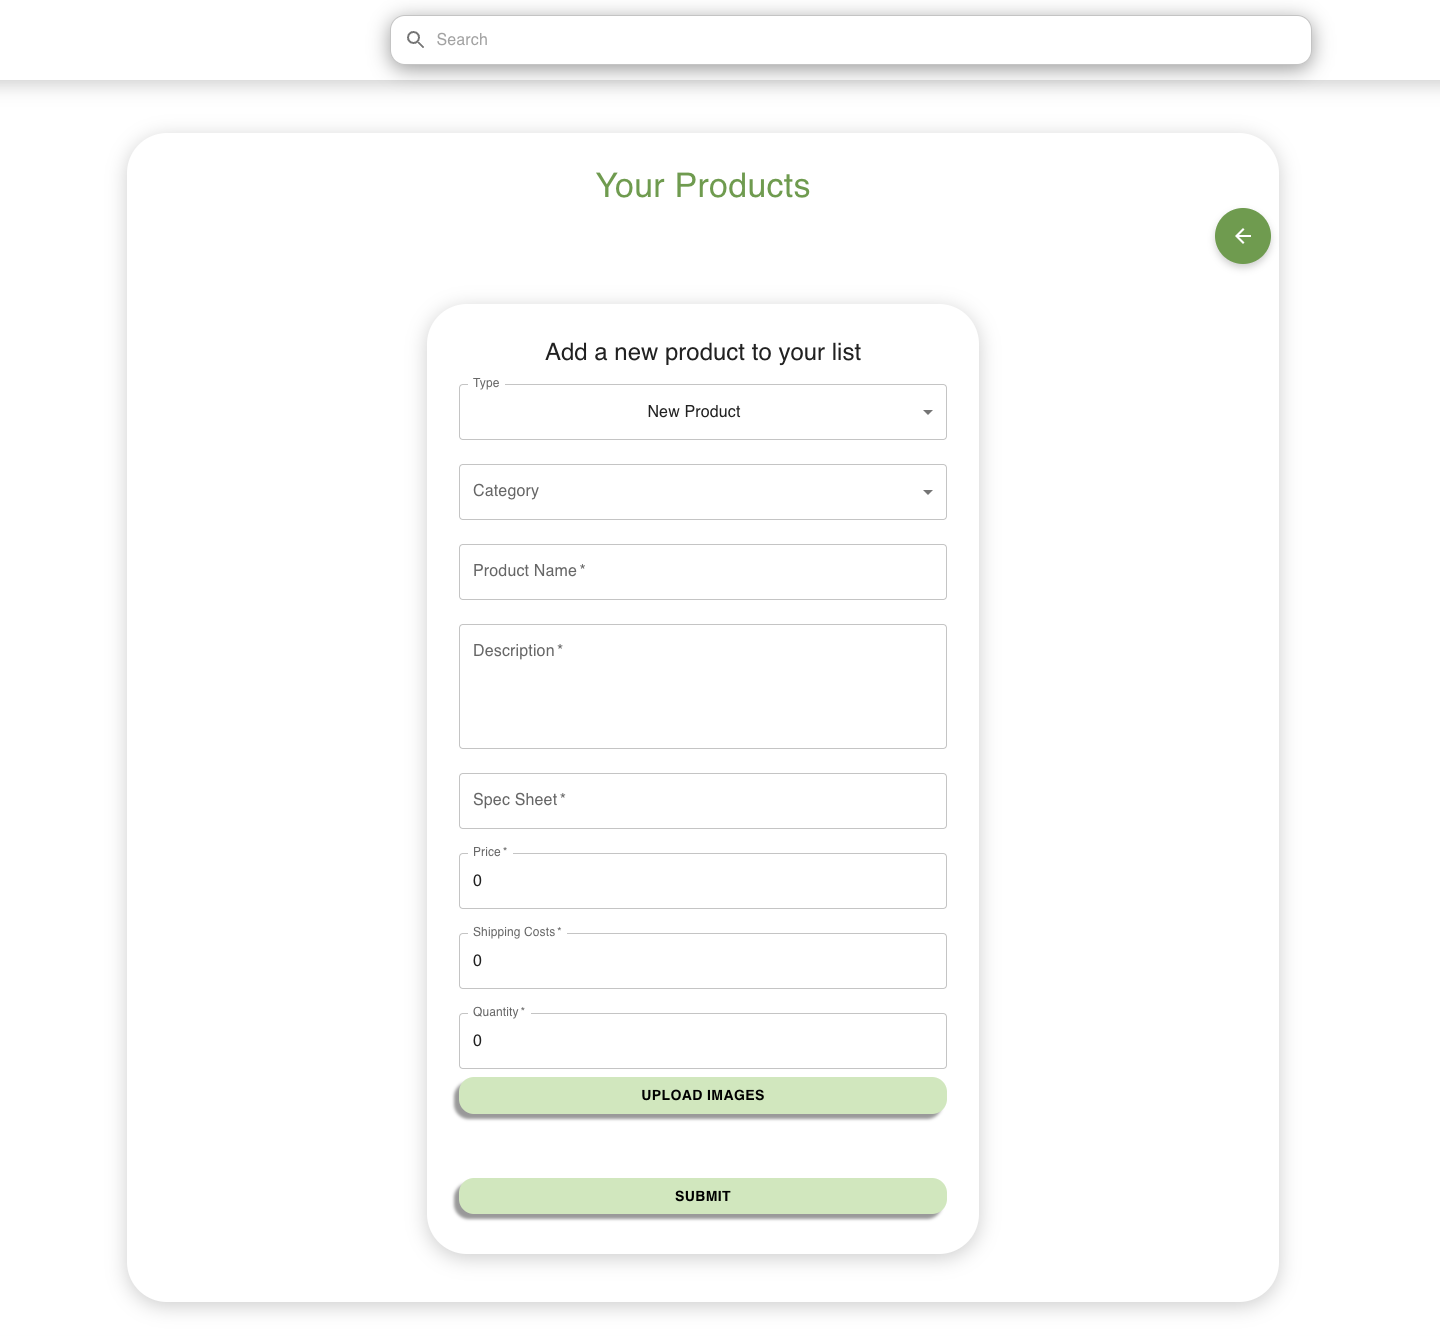 Search
Your Products
Add a new product to your list
Type
New Product
Category
Product Name *
Description *
Spec Sheet *
Price *
0
Shipping Costs *
0
Quantity *
0
UPLOAD IMAGES
SUBMIT